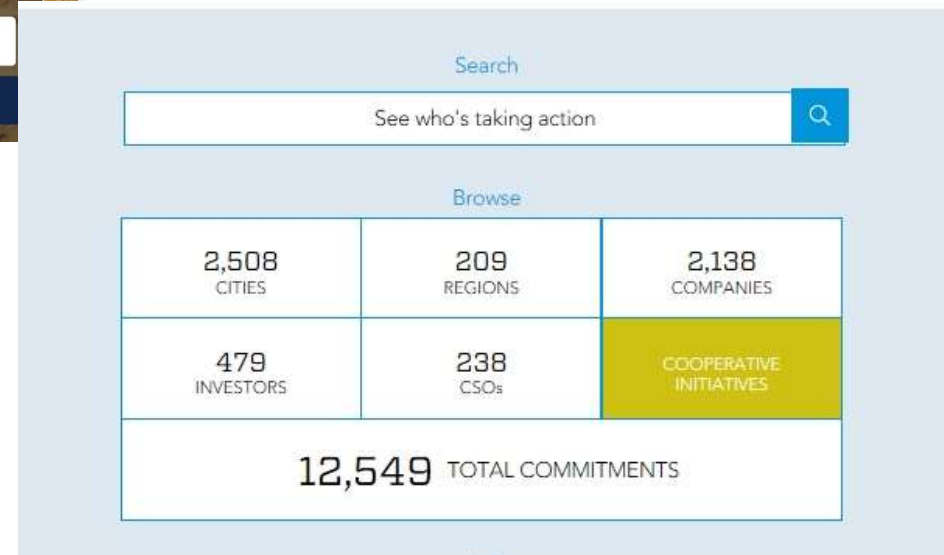 Search
See who's taking action
Browse
2,508
CITIES
209
REGIONS
2,138
COMPANIES
479
INVESTORS
238
CSOs
COOPERATIVE
INITIATIVES
12,549 TOTAL COMMITMENTS